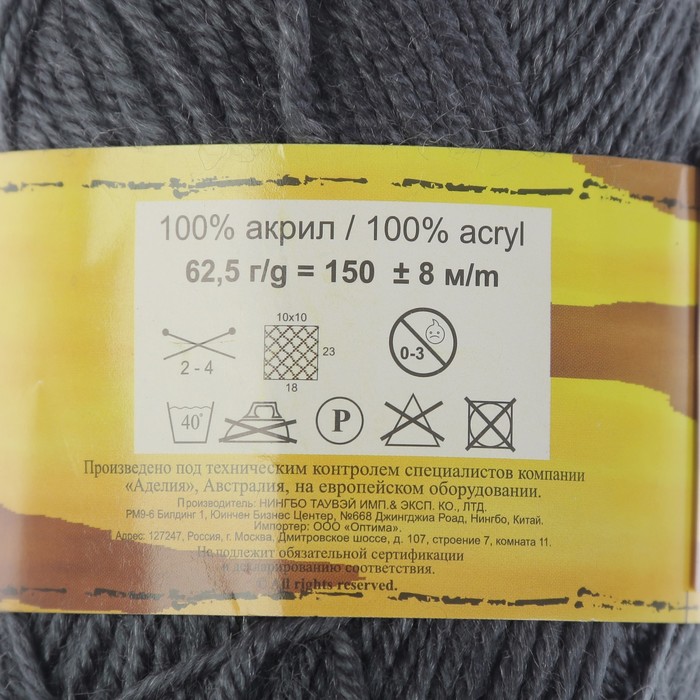 100% акрил / 100% acryl
62,5 г/g = 150 ± 8 м/m
10x10
23
0-3
2 - 4
18
40°
P
Произведено под техническим контролем специалистов компании
«Аделия», Австралия, на европейском оборудовании.
Производитель: НИНГБО ТАУВЭЙ ИМП.& ЭКСП. КО., ЛТД.
РМ9-6 Билдинг 1, Юинчен Бизнес Центер, №668 Джингджиа Роад, Нингбо, Китай.
Импортер: ООО «Оптима».
Адрес: 127247, Россия, г. Москва, Дмитровское шоссе, д. 107, строение 7, комната 11.
Не подлежит обязательной сертификации
и декларированию соответствия.
© All rights reserved.